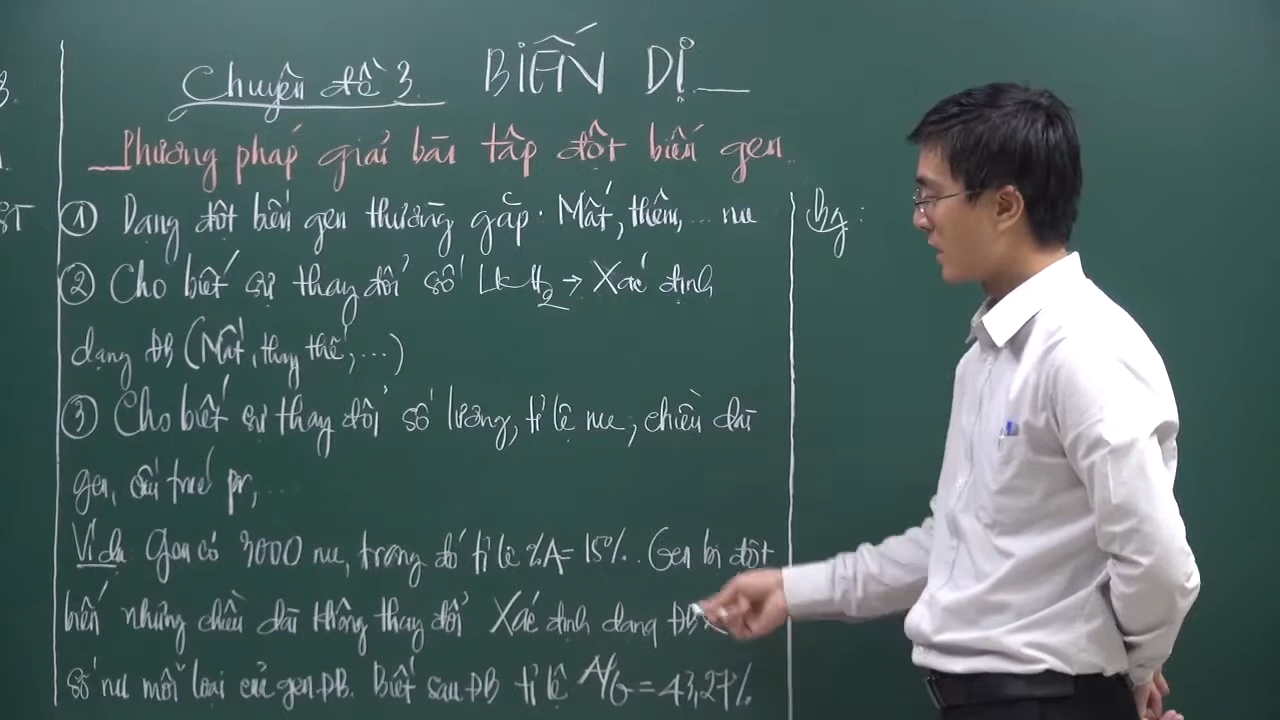 Chuyên đề 3 BIẾN DỊ
Phương pháp giải bài tập đột biến gen
① Dạng đột biến gen thường gặp: Mất, thêm, ... nu
② Cho biết sự thay đổi số LK H2 → Xác định
dạng ĐB (Mất, thay thế, ...)
③ Cho biết sự thay đổi số lượng, tỉ lệ nu, chiều dài
gen, cấu trúc pr, ...
Ví dụ Gen có 3000 nu, trong đó tỉ lệ %A = 15%. Gen bị đột
biến nhưng chiều dài không thay đổi Xác định dạng ĐB
số nu mỗi loại của gen ĐB. Biết sau ĐB tỉ lệ A/G = 43,27%
Bg:
3.
ST